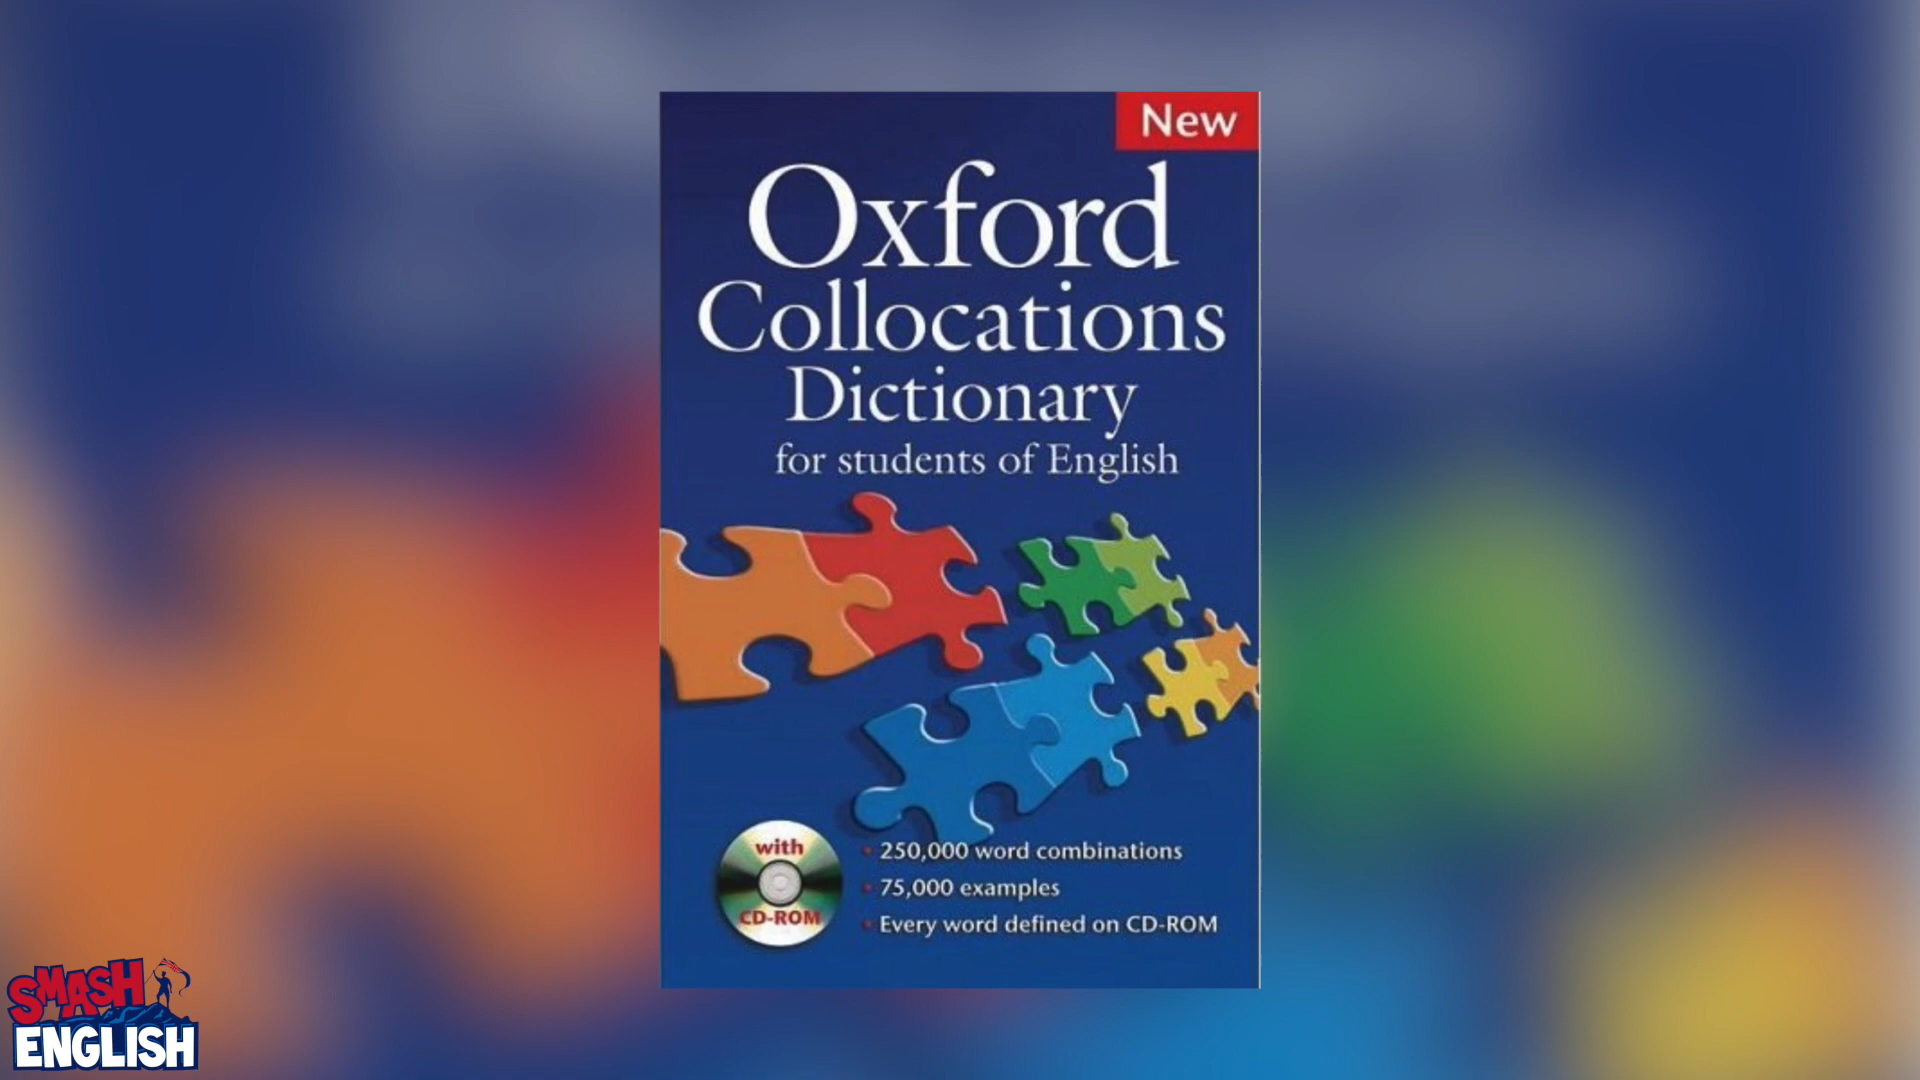 New
Oxford
Collocations
Dictionary
for students of English
with
CD-ROM
• 250,000 word combinations
• 75,000 examples
• Every word defined on CD-ROM
SMASH
ENGLISH